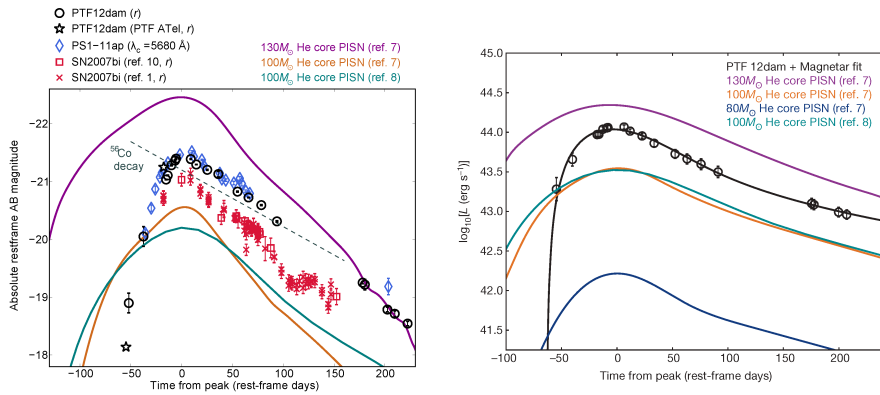 PTF12dam (r)
PTF12dam (PTF ATel, r)
PS1−11ap (λc =5680 Å)
SN2007bi (ref. 10, r)
SN2007bi (ref. 1, r)
130M⊙ He core PISN (ref. 7)
100M⊙ He core PISN (ref. 7)
100M⊙ He core PISN (ref. 8)
56Co
decay
Absolute restframe AB magnitude
−22
−21
−20
−19
−18
−100
−50
0
50
100
150
200
Time from peak (rest-frame days)
PTF 12dam + Magnetar fit
130M⊙ He core PISN (ref. 7)
100M⊙ He core PISN (ref. 7)
80M⊙ He core PISN (ref. 7)
100M⊙ He core PISN (ref. 8)
log10[L (erg s−1)]
45.0
44.5
44.0
43.5
43.0
42.5
42.0
41.5
−100
−50
0
50
100
150
200
Time from peak (rest-frame days)